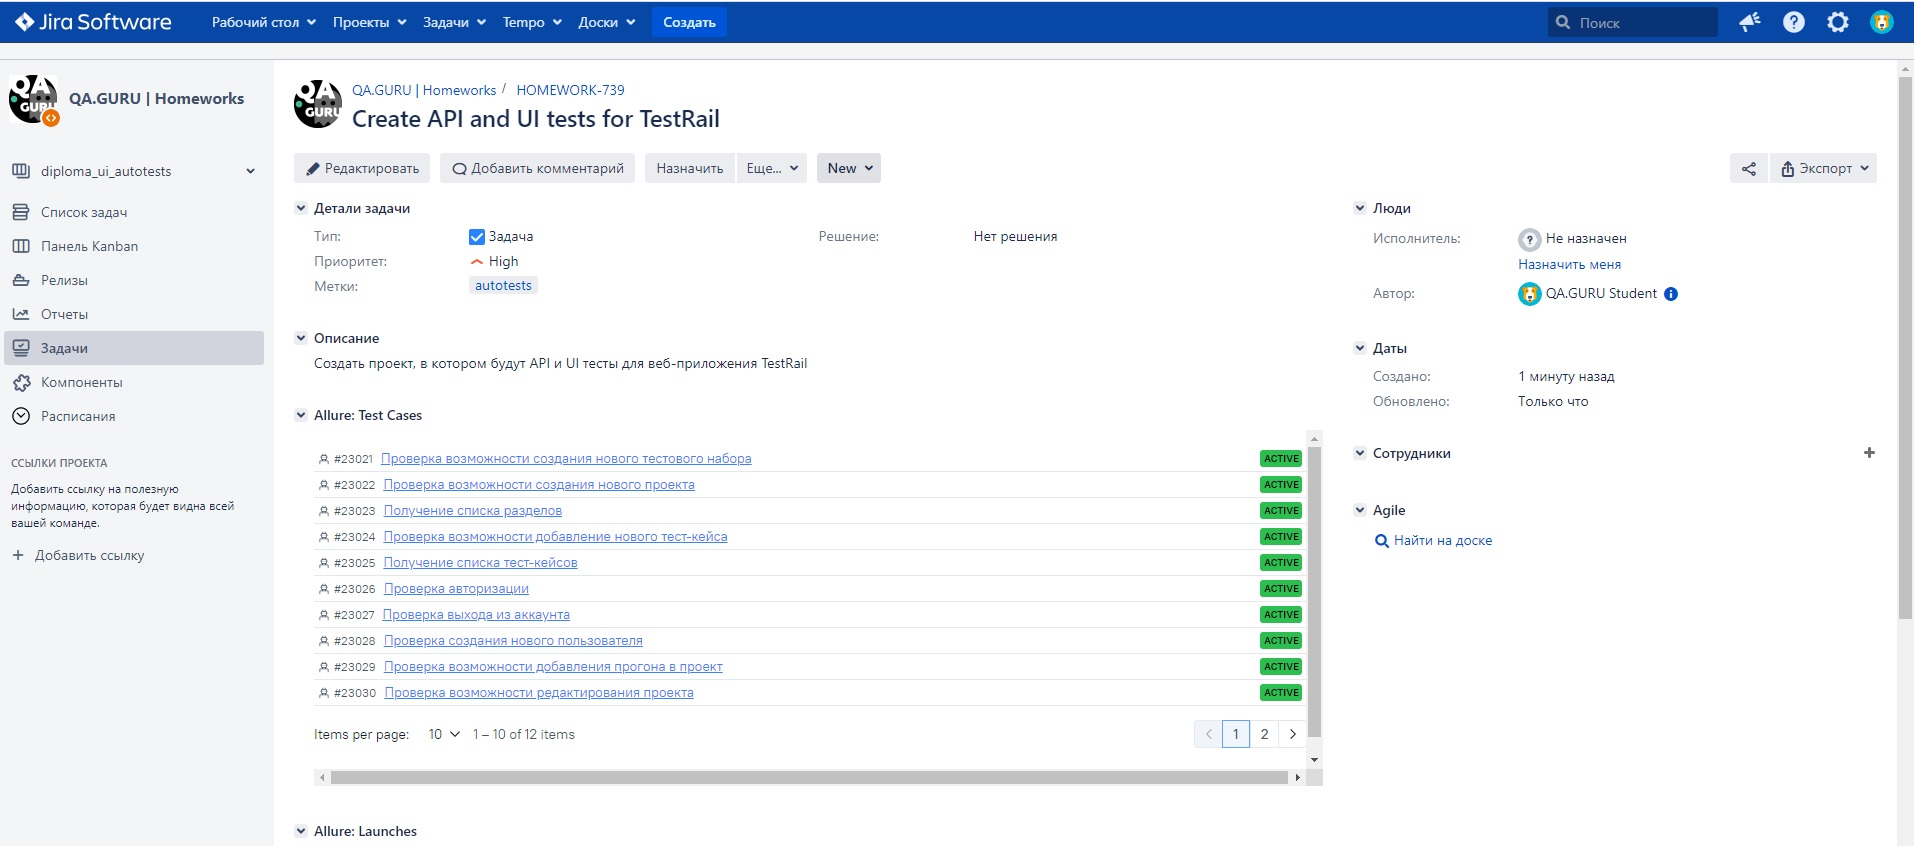 Jira Software
Рабочий стол Проекты Задачи Tempo Доски Создать Поиск
QA GURU
QA.GURU | Homeworks
diploma_ui_autotests
Список задач
Панель Kanban
Релизы
Отчеты
Задачи
Компоненты
Расписания
ССЫЛКИ ПРОЕКТА
Добавить ссылку на полезную
информацию, которая будет видна всей
вашей команде.
+ Добавить ссылку
QA GURU
QA.GURU | Homeworks / HOMEWORK-739
Create API and UI tests for TestRail
Редактировать Добавить комментарий Назначить Еще... New Экспорт
Детали задачи
Тип: Задача Решение: Нет решения
Приоритет: High
Метки: autotests
Описание
Создать проект, в котором будут API и UI тесты для веб-приложения TestRail
Allure: Test Cases
#23021 Проверка возможности создания нового тестового набора ACTIVE
#23022 Проверка возможности создания нового проекта ACTIVE
#23023 Получение списка разделов ACTIVE
#23024 Проверка возможности добавление нового тест-кейса ACTIVE
#23025 Получение списка тест-кейсов ACTIVE
#23026 Проверка авторизации ACTIVE
#23027 Проверка выхода из аккаунта ACTIVE
#23028 Проверка создания нового пользователя ACTIVE
#23029 Проверка возможности добавления прогона в проект ACTIVE
#23030 Проверка возможности редактирования проекта ACTIVE
Items per page: 10 1 – 10 of 12 items 1 2
Allure: Launches
Люди
Исполнитель: Не назначен
Назначить меня
Автор: QA.GURU Student
Даты
Создано: 1 минуту назад
Обновлено: Только что
Сотрудники
Agile
Найти на доске